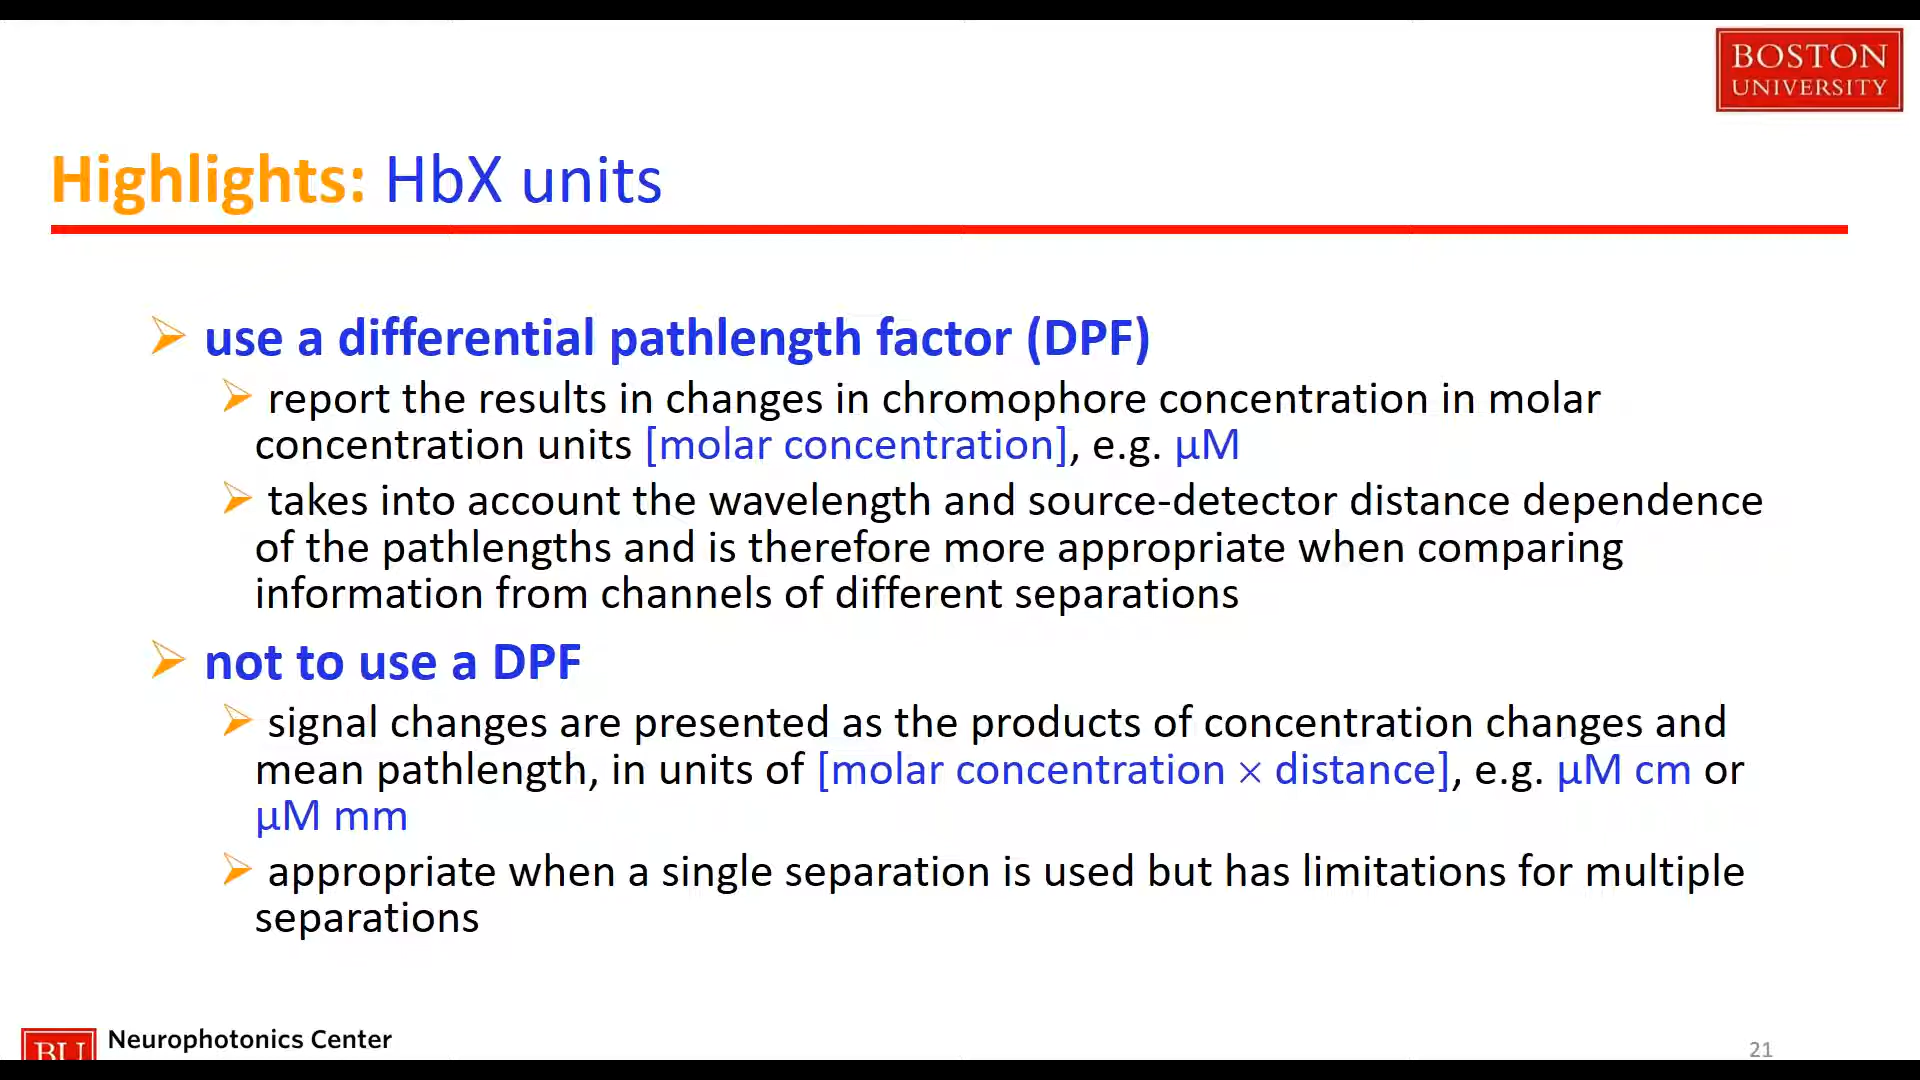 BOSTON
UNIVERSITY
Highlights: HbX units
use a differential pathlength factor (DPF)
report the results in changes in chromophore concentration in molar
concentration units [molar concentration], e.g. µM
takes into account the wavelength and source-detector distance dependence
of the pathlengths and is therefore more appropriate when comparing
information from channels of different separations
not to use a DPF
signal changes are presented as the products of concentration changes and
mean pathlength, in units of [molar concentration × distance], e.g. µM cm or
µM mm
appropriate when a single separation is used but has limitations for multiple
separations
BU Neurophotonics Center
21